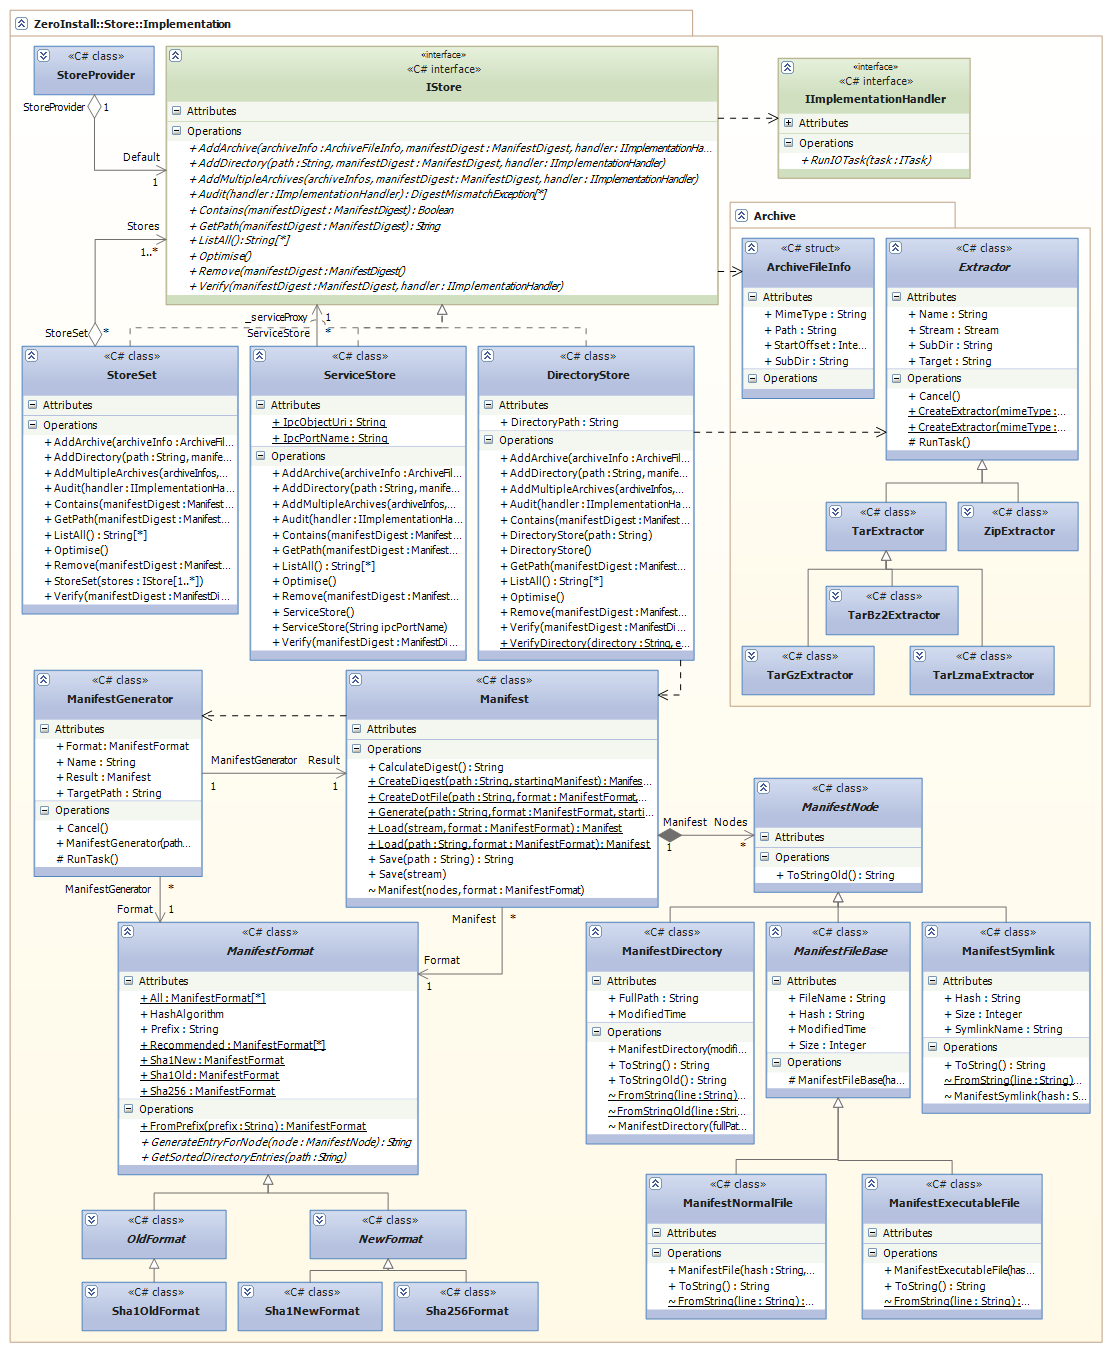 ZeroInstall::Store::Implementation
«C# class»
StoreProvider
StoreProvider
1
Default
1
Stores
1..*
StoreSet
*
«interface»
«C# interface»
IStore
Attributes
Operations
+ AddArchive(archiveInfo : ArchiveFileInfo, manifestDigest : ManifestDigest, handler : IImplementationHa...
+ AddDirectory(path : String, manifestDigest : ManifestDigest, handler : IImplementationHandler)
+ AddMultipleArchives(archiveInfos, manifestDigest : ManifestDigest, handler : IImplementationHandler)
+ Audit(handler : IImplementationHandler) : DigestMismatchException[*]
+ Contains(manifestDigest : ManifestDigest) : Boolean
+ GetPath(manifestDigest : ManifestDigest) : String
+ ListAll() : String[*]
+ Optimise()
+ Remove(manifestDigest : ManifestDigest()
+ Verify(manifestDigest : ManifestDigest, handler : IImplementationHandler)
«interface»
«C# interface»
IImplementationHandler
Attributes
Operations
+ RunIOTask(task : ITask)
_serviceProxy
1
ServiceStore
*
Archive
«C# struct»
ArchiveFileInfo
Attributes
+ MimeType : String
+ Path : String
+ StartOffset : Inte...
+ SubDir : String
Operations
«C# class»
Extractor
Attributes
+ Name : String
+ Stream : Stream
+ SubDir : String
+ Target : String
Operations
+ Cancel()
+ CreateExtractor(mimeType :...
+ CreateExtractor(mimeType :...
# RunTask()
«C# class»
TarExtractor
«C# class»
ZipExtractor
«C# class»
TarBz2Extractor
«C# class»
TarGzExtractor
«C# class»
TarLzmaExtractor
«C# class»
StoreSet
Attributes
Operations
+ AddArchive(archiveInfo : ArchiveFil...
+ AddDirectory(path : String, manifes...
+ AddMultipleArchives(archiveInfos,...
+ Audit(handler : IImplementationHa...
+ Contains(manifestDigest : Manifest...
+ GetPath(manifestDigest : Manifest...
+ ListAll() : String[*]
+ Optimise()
+ Remove(manifestDigest : Manifest...
+ StoreSet(stores : IStore[1..*])
+ Verify(manifestDigest : ManifestDi...
«C# class»
ServiceStore
Attributes
+ IpcObjectUri : String
+ IpcPortName : String
Operations
+ AddArchive(archiveInfo : ArchiveFil...
+ AddDirectory(path : String, manife...
+ AddMultipleArchives(archiveInfos,...
+ Audit(handler : IImplementationHa...
+ Contains(manifestDigest : Manifest...
+ GetPath(manifestDigest : Manifest...
+ ListAll() : String[*]
+ Optimise()
+ Remove(manifestDigest : Manifest...
+ ServiceStore()
+ ServiceStore(String ipcPortName)
+ Verify(manifestDigest : ManifestDi...
«C# class»
DirectoryStore
Attributes
+ DirectoryPath : String
Operations
+ AddArchive(archiveInfo : ArchiveFil...
+ AddDirectory(path : String, manife...
+ AddMultipleArchives(archiveInfos,...
+ Audit(handler : IImplementationHa...
+ Contains(manifestDigest : Manifest...
+ DirectoryStore(path : String)
+ DirectoryStore()
+ GetPath(manifestDigest : Manifest...
+ ListAll() : String[*]
+ Optimise()
+ Remove(manifestDigest : Manifest...
+ Verify(manifestDigest : ManifestDi...
+ VerifyDirectory(directory : String, e...
«C# class»
ManifestGenerator
Attributes
+ Format : ManifestFormat
+ Name : String
+ Result : Manifest
+ TargetPath : String
Operations
+ Cancel()
+ ManifestGenerator(path...
# RunTask()
ManifestGenerator
1
Result
1
ManifestGenerator
*
Format
1
«C# class»
Manifest
Attributes
Operations
+ CalculateDigest() : String
+ CreateDigest(path : String, startingManifest) : Manifes...
+ CreateDotFile(path : String, format : ManifestFormat,...
+ Generate(path : String, format : ManifestFormat, starti...
+ Load(stream, format : ManifestFormat) : Manifest
+ Load(path : String, format : ManifestFormat) : Manifest
+ Save(path : String) : String
+ Save(stream)
~ Manifest(nodes, format : ManifestFormat)
Manifest
1
Nodes
*
Manifest
*
Format
1
«C# class»
ManifestNode
Attributes
Operations
+ ToStringOld() : String
«C# class»
ManifestFormat
Attributes
+ All : ManifestFormat[*]
+ HashAlgorithm
+ Prefix : String
+ Recommended : ManifestFormat[*]
+ Sha1New : ManifestFormat
+ Sha1Old : ManifestFormat
+ Sha256 : ManifestFormat
Operations
+ FromPrefix(prefix : String) : ManifestFormat
+ GenerateEntryForNode(node : ManifestNode) : String
+ GetSortedDirectoryEntries(path : String)
«C# class»
ManifestDirectory
Attributes
+ FullPath : String
+ ModifiedTime
Operations
+ ManifestDirectory(modifi...
+ ToString() : String
+ ToStringOld() : String
~ FromString(line : String)...
~ FromStringOld(line : Stri...
~ ManifestDirectory(fullPat...
«C# class»
ManifestFileBase
Attributes
+ FileName : String
+ Hash : String
+ ModifiedTime
+ Size : Integer
Operations
# ManifestFileBase(ha...
«C# class»
ManifestSymlink
Attributes
+ Hash : String
+ Size : Integer
+ SymlinkName : String
Operations
+ ToString() : String
~ FromString(line : String)...
~ ManifestSymlink(hash : S...
«C# class»
ManifestNormalFile
Attributes
Operations
+ ManifestFile(hash : String,...
+ ToString() : String
~ FromString(line : String) :...
«C# class»
ManifestExecutableFile
Attributes
Operations
+ ManifestExecutableFile(has...
+ ToString() : String
~ FromString(line : String) :...
«C# class»
OldFormat
«C# class»
NewFormat
«C# class»
Sha1OldFormat
«C# class»
Sha1NewFormat
«C# class»
Sha256Format